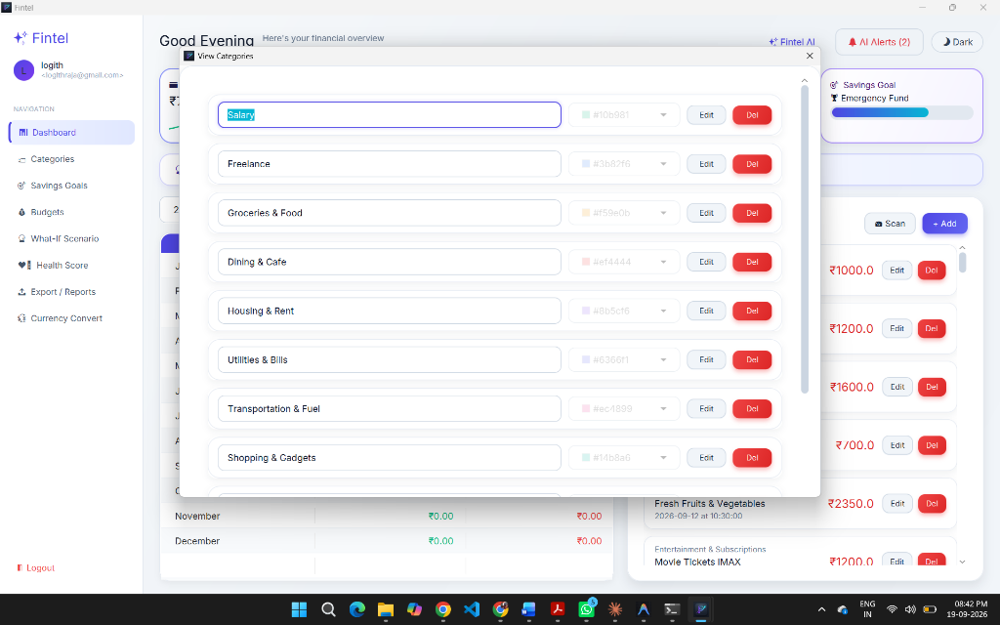 Fintel
Fintel
logith
<logithraja@gmail.com>
NAVIGATION
Dashboard
Categories
Savings Goals
Budgets
What-If Scenario
Health Score
Export / Reports
Currency Convert
Logout
Good Evening
Here's your financial overview
Fintel AI
AI Alerts (2)
Dark
Savings Goal
Emergency Fund
View Categories
Salary #10b981 Edit Del
Freelance #3b82f6 Edit Del
Groceries & Food #f59e0b Edit Del
Dining & Cafe #ef4444 Edit Del
Housing & Rent #8b5cf6 Edit Del
Utilities & Bills #6366f1 Edit Del
Transportation & Fuel #ec4899 Edit Del
Shopping & Gadgets #14b8a6 Edit Del
November ₹0.00 ₹0.00
December ₹0.00 ₹0.00
Scan + Add
₹1000.0 Edit Del
₹1200.0 Edit Del
₹1600.0 Edit Del
₹700.0 Edit Del
Fresh Fruits & Vegetables
2026-09-12 at 10:30:00
₹2350.0 Edit Del
Entertainment & Subscriptions
Movie Tickets IMAX
₹1200.0 Edit Del
5
ENG
IN
08:42 PM
19-09-2026